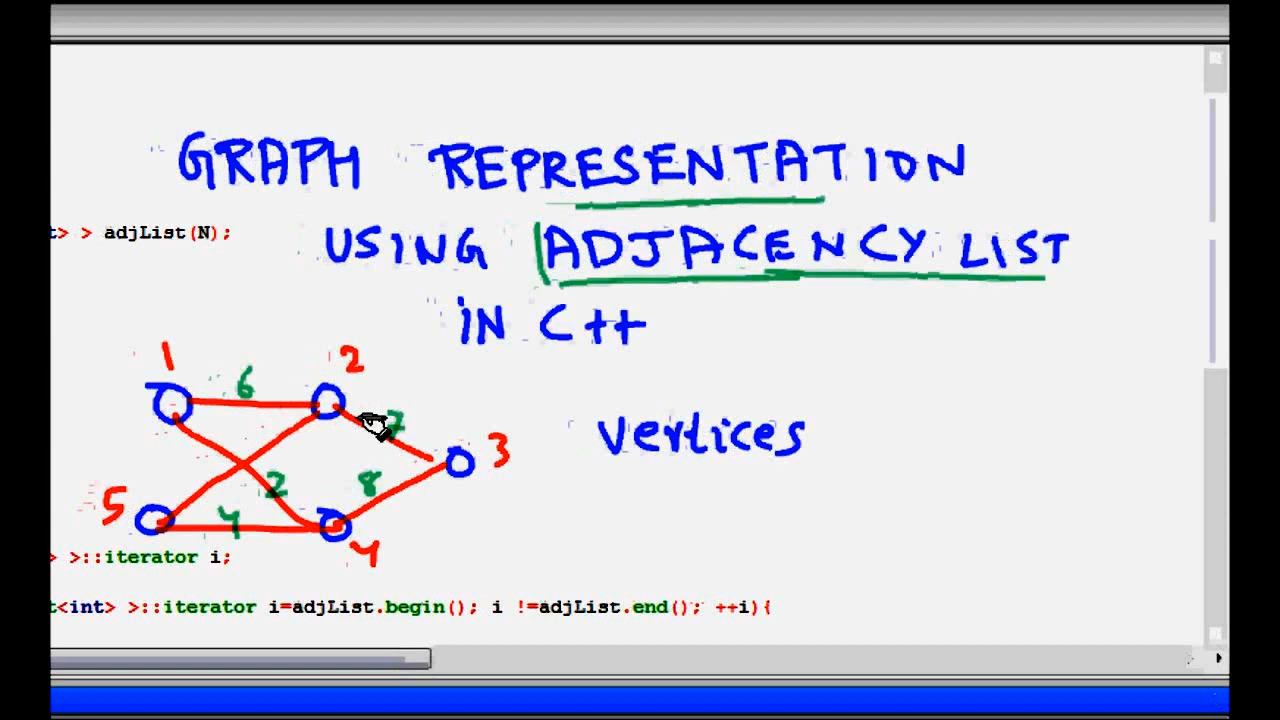 GRAPH REPRESENTATION
t> > adjList(N);
USING ADJACENCY LIST
IN C++
1
2
6
7
vertices
3
5
2
8
4
4
> >::iterator i;
t<int> >::iterator i=adjList.begin(); i !=adjList.end(); ++i){